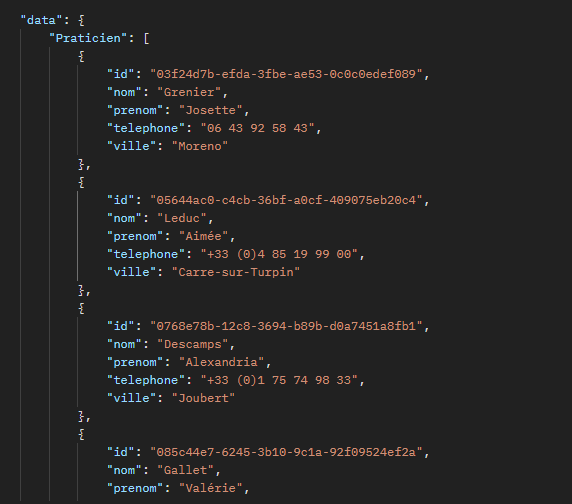 "data": {
"Praticien": [
{
"id": "03f24d7b-efda-3fbe-ae53-0c0c0edef089",
"nom": "Grenier",
"prenom": "Josette",
"telephone": "06 43 92 58 43",
"ville": "Moreno"
},
{
"id": "05644ac0-c4cb-36bf-a0cf-409075eb20c4",
"nom": "Leduc",
"prenom": "Aimée",
"telephone": "+33 (0)4 85 19 99 00",
"ville": "Carre-sur-Turpin"
},
{
"id": "0768e78b-12c8-3694-b89b-d0a7451a8fb1",
"nom": "Descamps",
"prenom": "Alexandria",
"telephone": "+33 (0)1 75 74 98 33",
"ville": "Joubert"
},
{
"id": "085c44e7-6245-3b10-9c1a-92f09524ef2a",
"nom": "Gallet",
"prenom": "Valérie",